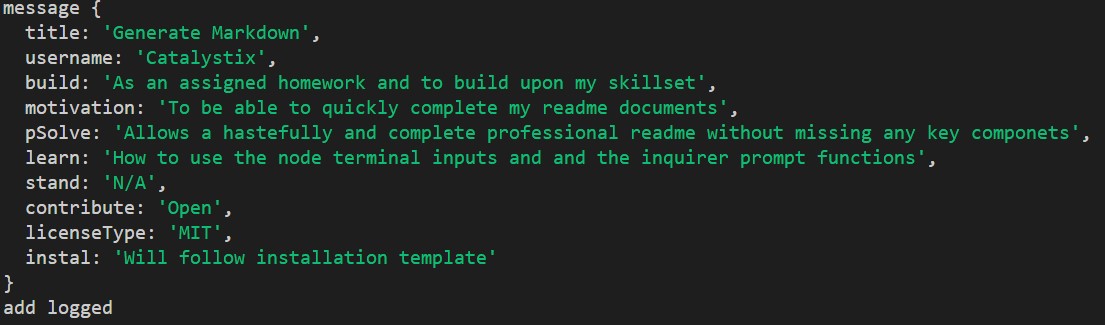 message {
  title: 'Generate Markdown',
  username: 'Catalystix',
  build: 'As an assigned homework and to build upon my skillset',
  motivation: 'To be able to quickly complete my readme documents',
  pSolve: 'Allows a hastefully and complete professional readme without missing any key componets',
  learn: 'How to use the node terminal inputs and and the inquirer prompt functions',
  stand: 'N/A',
  contribute: 'Open',
  licenseType: 'MIT',
  instal: 'Will follow installation template'
}
add logged